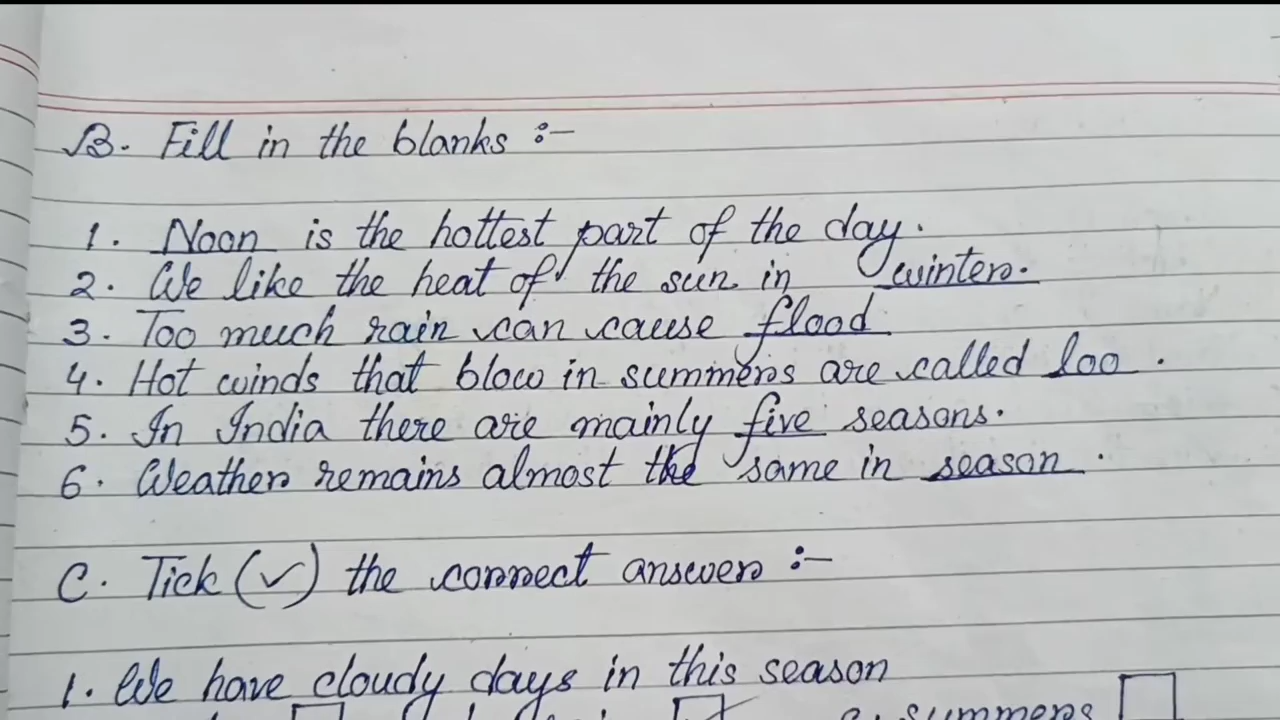 B. Fill in the blanks :-
1. Noon is the hottest part of the day.
2. We like the heat of the sun in winter.
3. Too much rain can cause flood
4. Hot winds that blow in summers are called loo.
5. In India there are mainly five seasons.
6. Weather remains almost the same in season.
C. Tick (✓) the correct answer :-
1. We have cloudy days in this season
summers